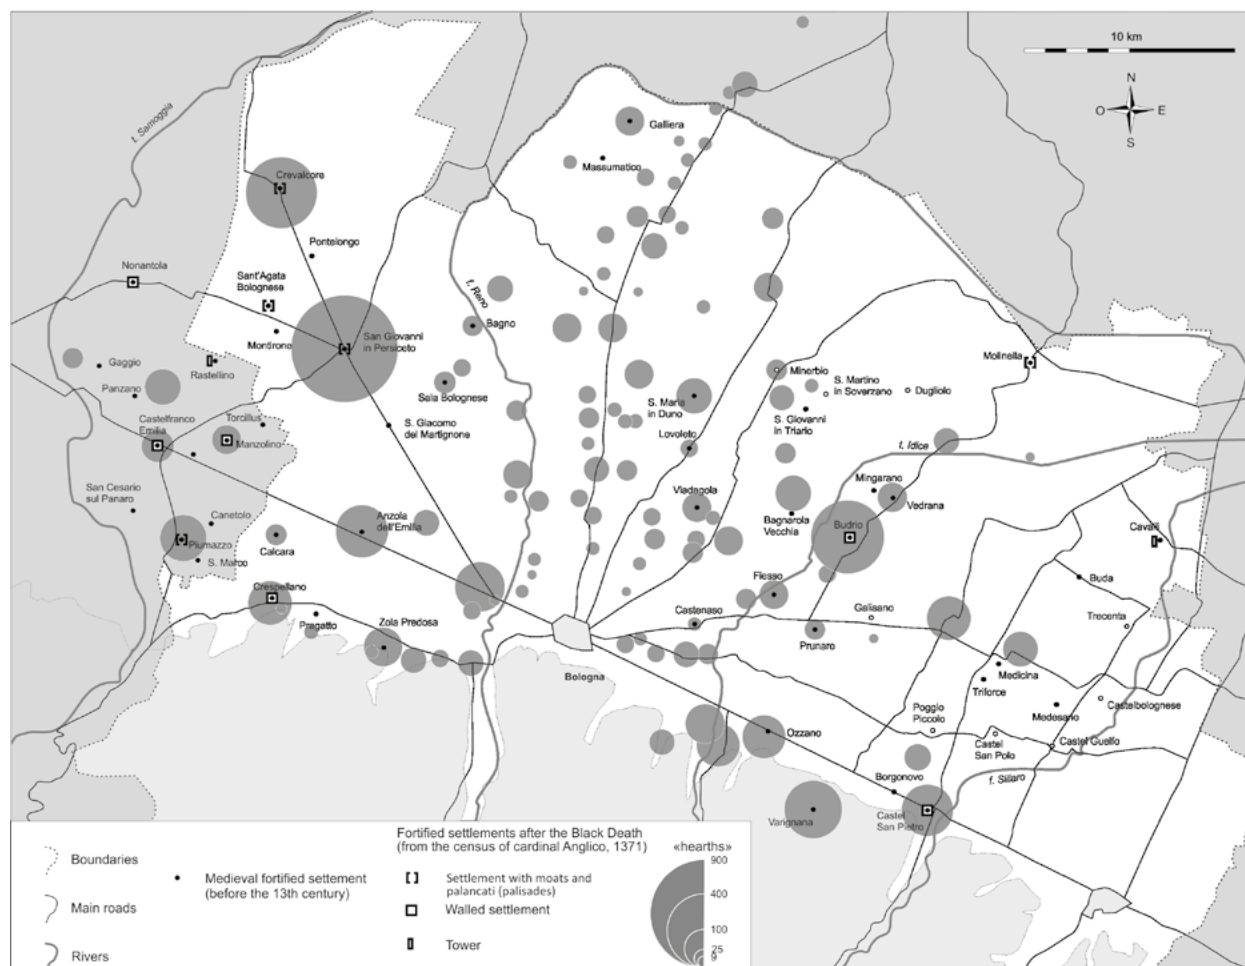 10 km
N
O E
S
t. Samoggia
Galliera
Massumatico
Crevalcore
Pontelongo
Nonantola
Sant'Agata
Bolognese
f. Reno
Bagno
San Giovanni
in Persiceto
Montirone
Gaggio
Rastellino
Panzano
Sala Bolognese
Minerbio
S. Martino
in Soverzano
Dugliolo
Molinella
S. Maria
in Duno
S. Giovanni
in Triario
Castelfranco
Emilia
Torcillus
Manzolino
S. Giacomo
del Martignone
Lovoleto
t. Idice
San Cesario
sul Panaro
Canetolo
Piumazzo
S. Marco
Calcara
Anzola
dell'Emilia
Viadagola
Bagnarola
Vecchia
Mingarano
Vedrana
Budrio
Cavalli
Crespellano
Pragatto
Zola Predosa
Flesso
Castenaso
Prunaro
Galisano
Buda
Trecenta
Bologna
Medicina
Triforce
Medesano
Castelbolognese
Poggio
Piccolo
Castel
San Polo
Castel Guelfo
Ozzano
Borgonovo
f. Sillaro
Varignana
Castel
San Pietro
Boundaries
Main roads
Rivers
Medieval fortified settement
(before the 13th century)
Fortified settlements after the Black Death
(from the census of cardinal Anglico, 1371)
Settlement with moats and
palancati (palisades)
Walled settlement
Tower
«hearths»
900
400
100
25
9